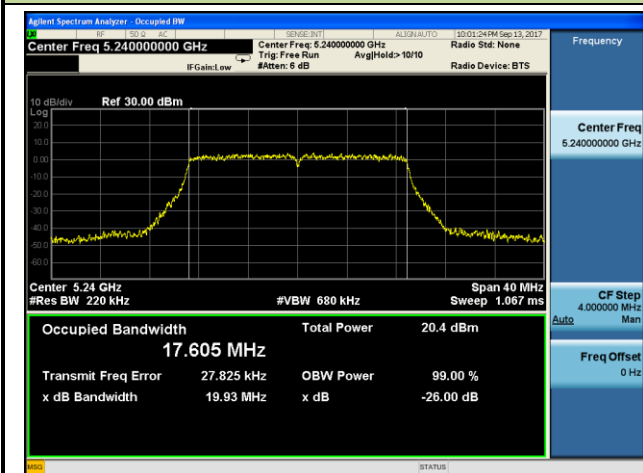 Agilent Spectrum Analyzer - Occupied BW
RF 50 Ω AC SENSE:INT ALIGNAUTO 10:01:24 PM Sep 13, 2017
Center Freq 5.240000000 GHz
Center Freq: 5.240000000 GHz
Radio Std: None
Trig: Free Run Avg|Hold:> 10/10
IFGain:Low #Atten: 6 dB Radio Device: BTS
Frequency
10 dB/div Ref 30.00 dBm
Log
20.0
10.0
0.00
-10.0
-20.0
-30.0
-40.0
-50.0
-60.0
Center Freq
5.240000000 GHz
Center 5.24 GHz Span 40 MHz
#Res BW 220 kHz #VBW 680 kHz Sweep 1.067 ms
CF Step
4.000000 MHz
Auto Man
Occupied Bandwidth Total Power 20.4 dBm
17.605 MHz
Transmit Freq Error 27.825 kHz OBW Power 99.00 %
x dB Bandwidth 19.93 MHz x dB -26.00 dB
Freq Offset
0 Hz
MSG STATUS